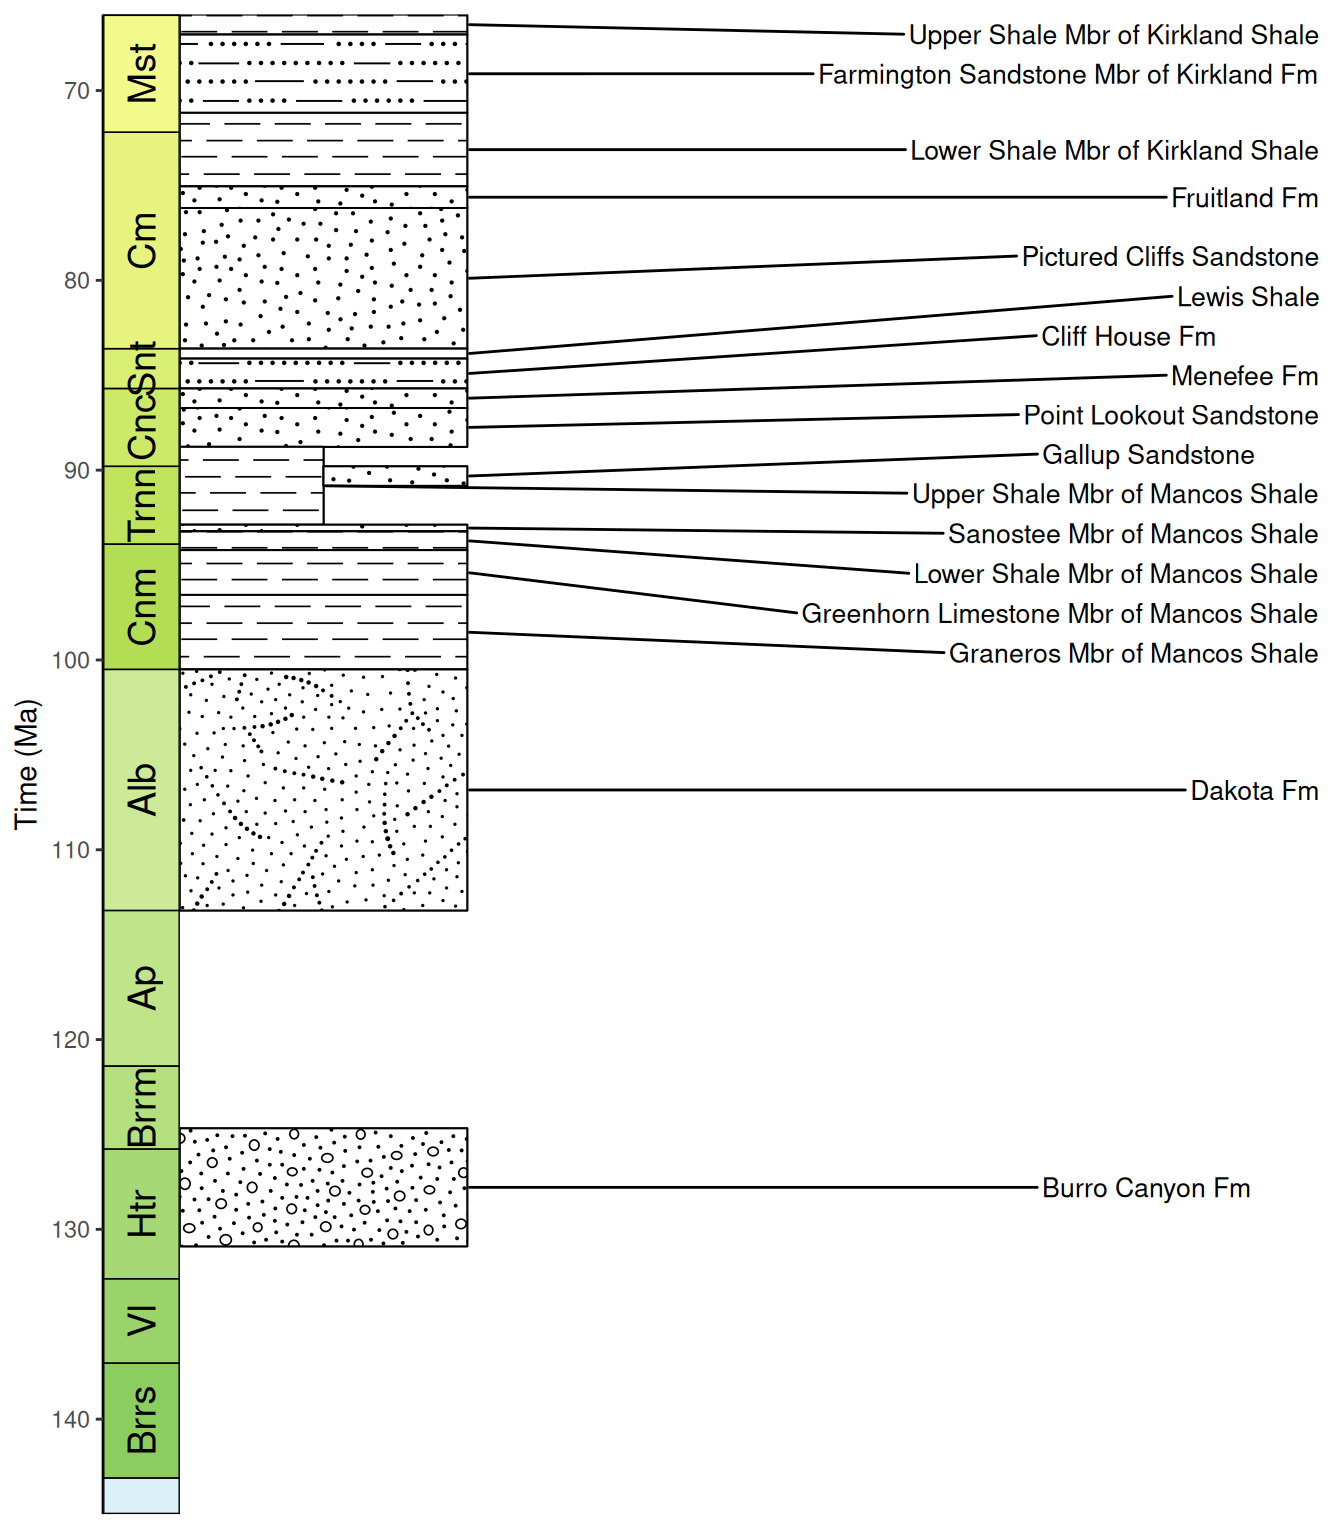 Time (Ma)
70
80
90
100
110
120
130
140
Mst
Cm
Snt
Cnc
Trnn
Cnm
Alb
Ap
Brrm
Htr
Vl
Brrs
Upper Shale Mbr of Kirkland Shale
Farmington Sandstone Mbr of Kirkland Fm
Lower Shale Mbr of Kirkland Shale
Fruitland Fm
Pictured Cliffs Sandstone
Lewis Shale
Cliff House Fm
Menefee Fm
Point Lookout Sandstone
Gallup Sandstone
Upper Shale Mbr of Mancos Shale
Sanostee Mbr of Mancos Shale
Lower Shale Mbr of Mancos Shale
Greenhorn Limestone Mbr of Mancos Shale
Graneros Mbr of Mancos Shale
Dakota Fm
Burro Canyon Fm